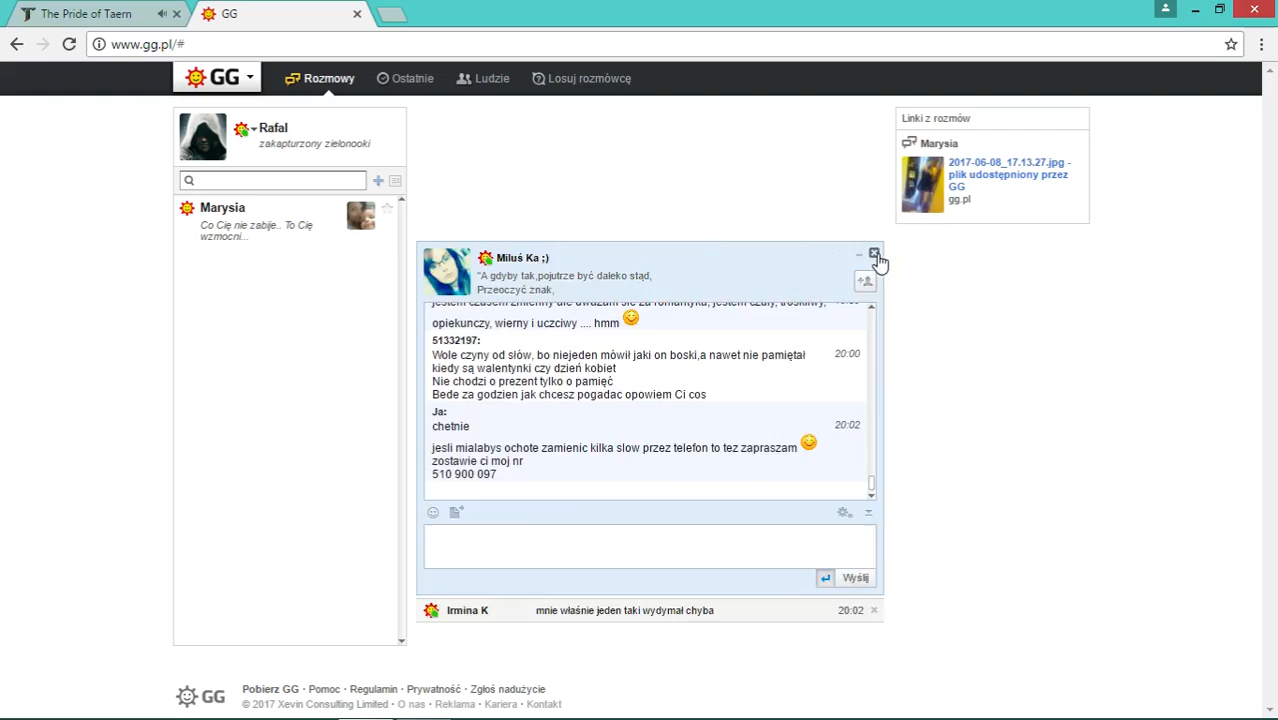 The Pride of Taern
GG
www.gg.pl/#
GG
Rozmowy
Ostatnie
Ludzie
Losuj rozmówcę
Rafał
zakapturzony zielonooki
Marysia
Co Cię nie zabije.. To Cię
wzmocni...
Miluś Ka ;)
"A gdyby tak,pojutrze być daleko stąd,
Przeoczyć znak,
opiekunczy, wierny i uczciwy .... hmm
51332197:
Wole czyny od słów, bo niejeden mówił jaki on boski,a nawet nie pamiętał 20:00
kiedy są walentynki czy dzień kobiet
Nie chodzi o prezent tylko o pamięć
Bede za godzien jak chcesz pogadac opowiem Ci cos
Ja:
chetnie 20:02
jesli mialabys ochote zamienic kilka slow przez telefon to tez zapraszam
zostawie ci moj nr
510 900 097
Wyślij
Irmina K mnie właśnie jeden taki wydymał chyba 20:02
Linki z rozmów
Marysia
2017-06-08_17.13.27.jpg -
plik udostępniony przez
GG
gg.pl
GG
Pobierz GG · Pomoc · Regulamin · Prywatność · Zgłoś nadużycie
© 2017 Xevin Consulting Limited · O nas · Reklama · Kariera · Kontakt